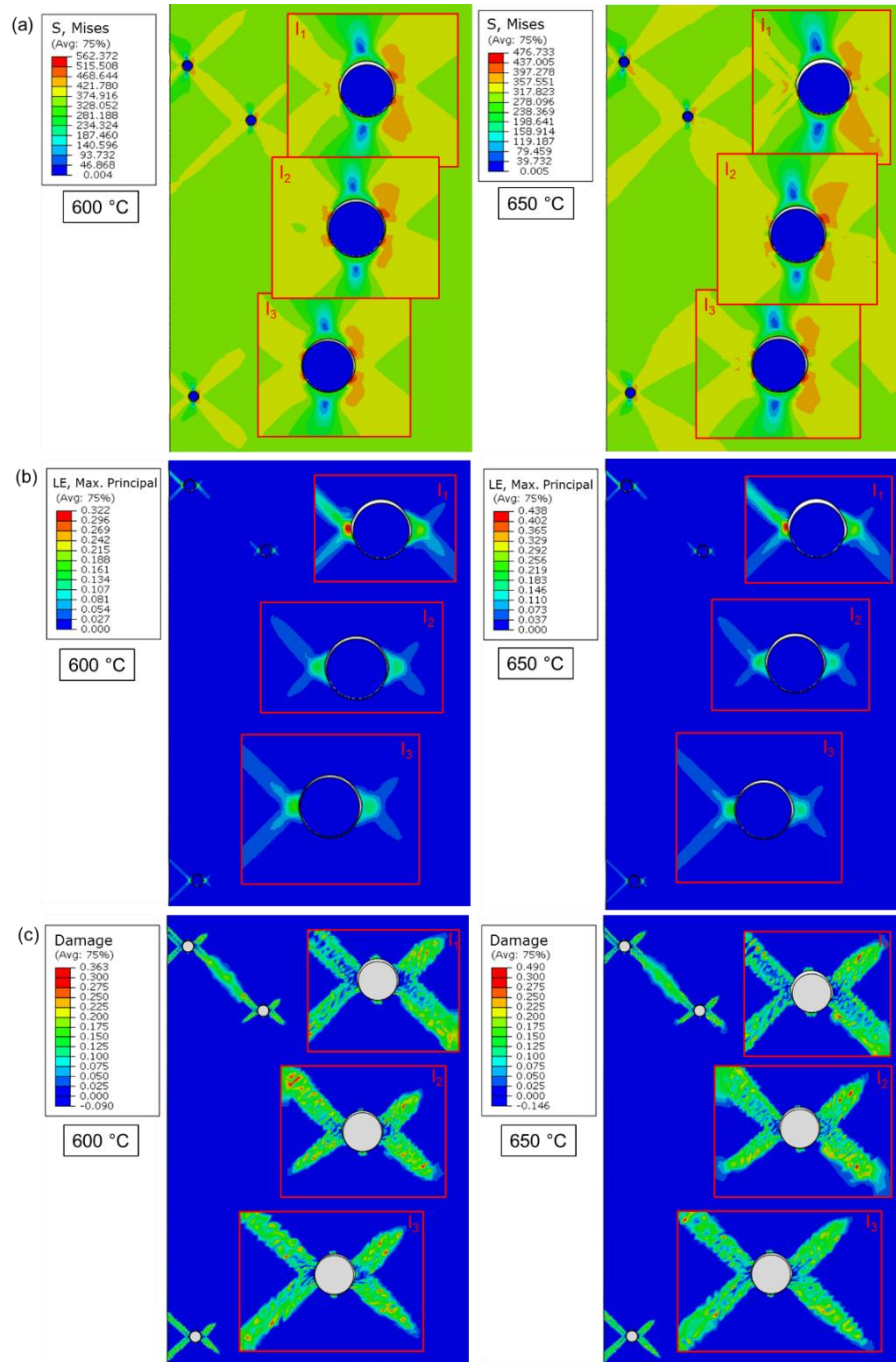 (a)
S, Mises
(Avg: 75%)
562.372
515.508
468.644
421.780
374.916
328.052
281.188
234.324
187.460
140.596
93.732
46.868
0.004
600 °C
I1
I2
I3
S, Mises
(Avg: 75%)
476.733
437.005
397.278
357.551
317.823
278.096
238.369
198.641
158.914
119.187
79.459
39.732
0.005
650 °C
I1
I2
I3
(b)
LE, Max. Principal
(Avg: 75%)
0.322
0.296
0.269
0.242
0.215
0.188
0.161
0.134
0.107
0.081
0.054
0.027
0.000
600 °C
I1
I2
I3
LE, Max. Principal
(Avg: 75%)
0.438
0.402
0.365
0.329
0.292
0.256
0.219
0.183
0.146
0.110
0.073
0.037
0.000
650 °C
I1
I2
I3
(c)
Damage
(Avg: 75%)
0.363
0.300
0.275
0.250
0.225
0.200
0.175
0.150
0.125
0.100
0.075
0.050
0.025
0.000
-0.090
600 °C
I1
I2
I3
Damage
(Avg: 75%)
0.490
0.300
0.275
0.250
0.225
0.200
0.175
0.150
0.125
0.100
0.075
0.050
0.025
0.000
-0.146
650 °C
I2
I3